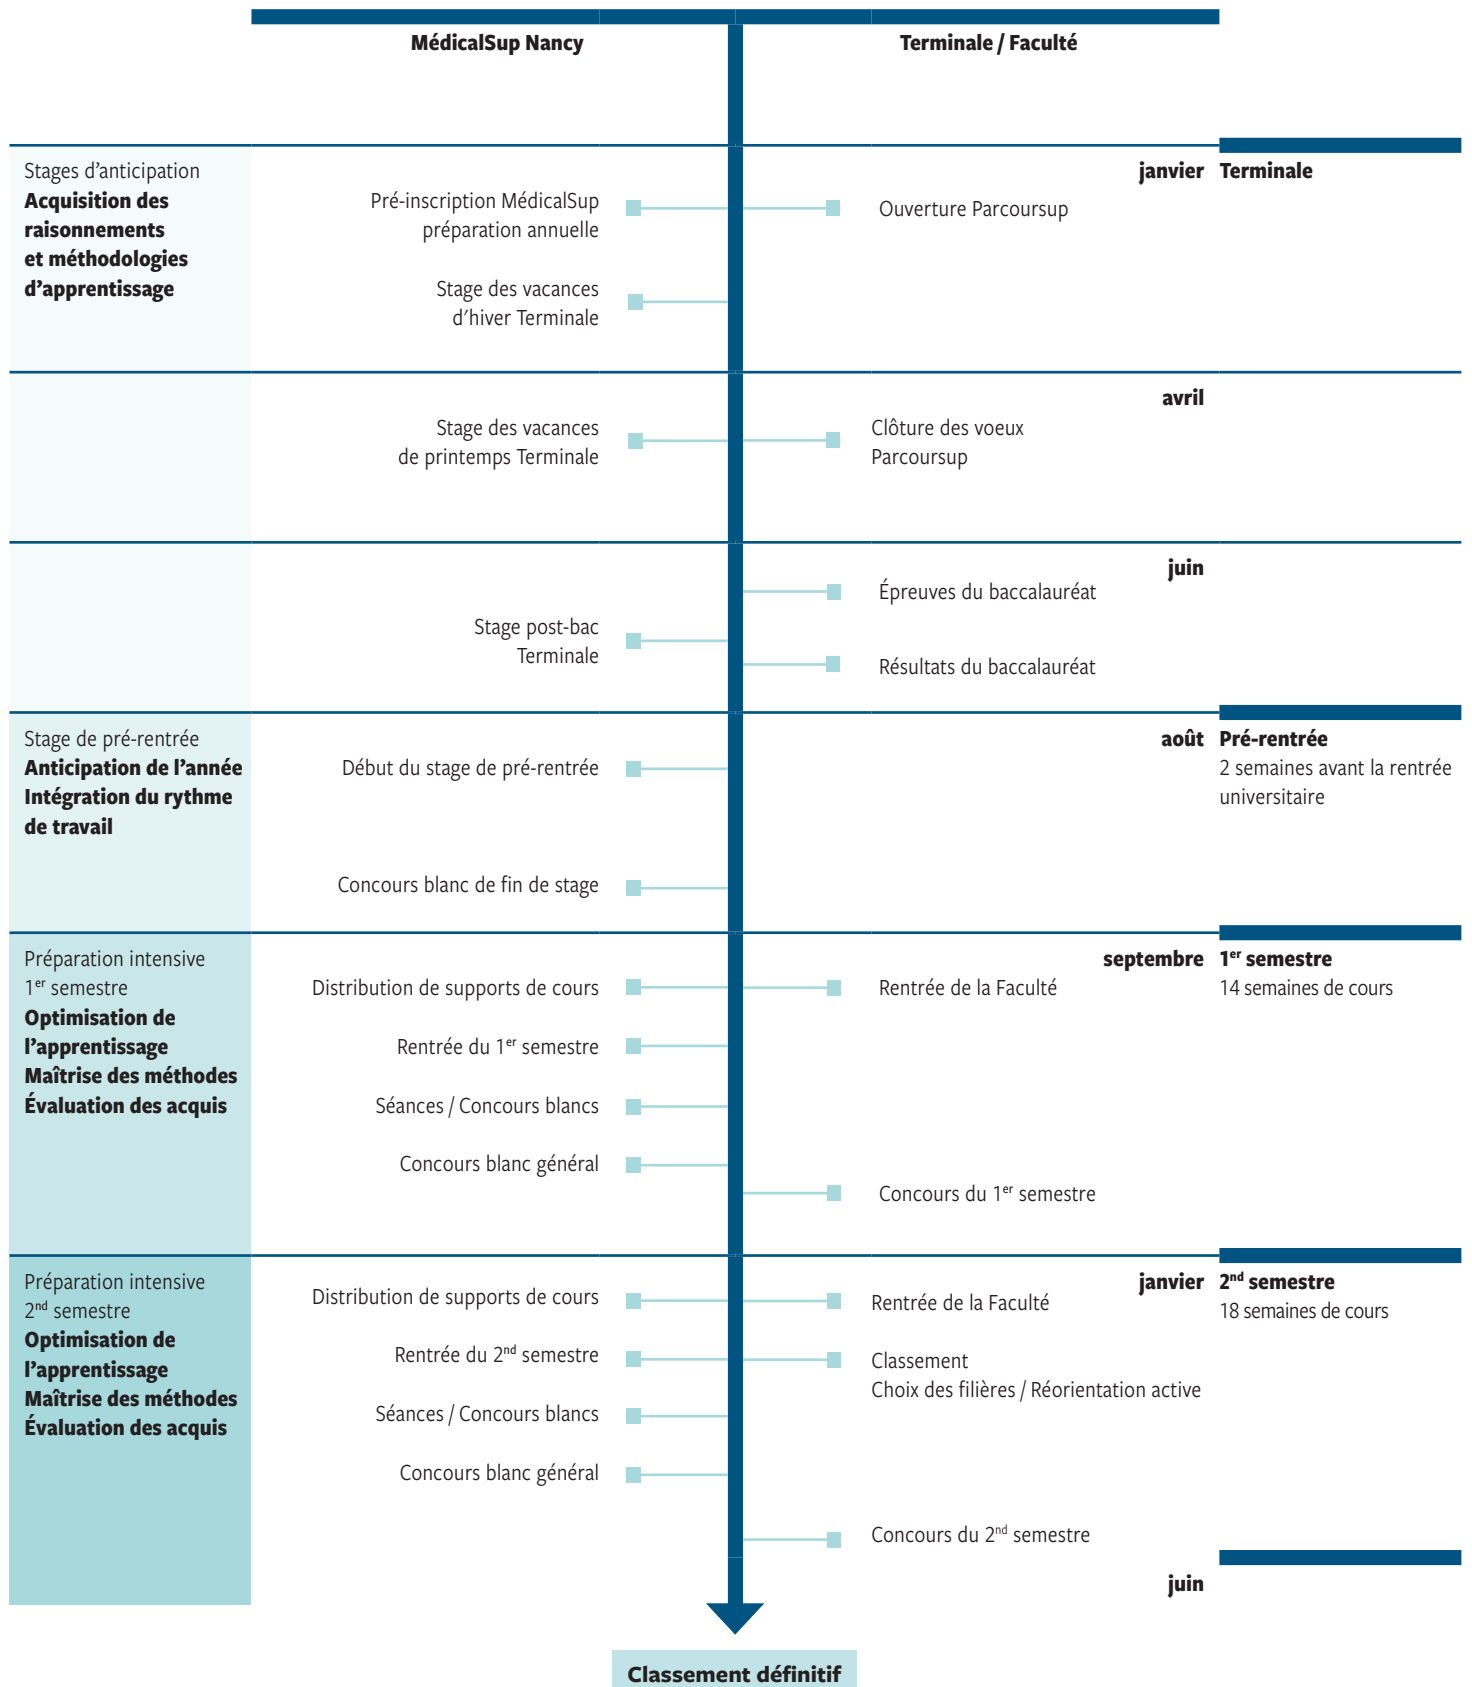 MédicalSup Nancy
Terminale / Faculté
Stages d’anticipation
Acquisition des
raisonnements
et méthodologies
d’apprentissage
Pré-inscription MédicalSup
préparation annuelle
Stage des vacances
d’hiver Terminale
janvier
Ouverture Parcoursup
Terminale
Stage des vacances
de printemps Terminale
avril
Clôture des voeux
Parcoursup
Stage post-bac
Terminale
juin
Épreuves du baccalauréat
Résultats du baccalauréat
Stage de pré-rentrée
Anticipation de l’année
Intégration du rythme
de travail
Début du stage de pré-rentrée
Concours blanc de fin de stage
août
Pré-rentrée
2 semaines avant la rentrée
universitaire
Préparation intensive
1er semestre
Optimisation de
l’apprentissage
Maîtrise des méthodes
Évaluation des acquis
Distribution de supports de cours
Rentrée du 1er semestre
Séances / Concours blancs
Concours blanc général
septembre
Rentrée de la Faculté
Concours du 1er semestre
1er semestre
14 semaines de cours
Préparation intensive
2nd semestre
Optimisation de
l’apprentissage
Maîtrise des méthodes
Évaluation des acquis
Distribution de supports de cours
Rentrée du 2nd semestre
Séances / Concours blancs
Concours blanc général
janvier
Rentrée de la Faculté
Classement
Choix des filières / Réorientation active
Concours du 2nd semestre
2nd semestre
18 semaines de cours
juin
Classement définitif